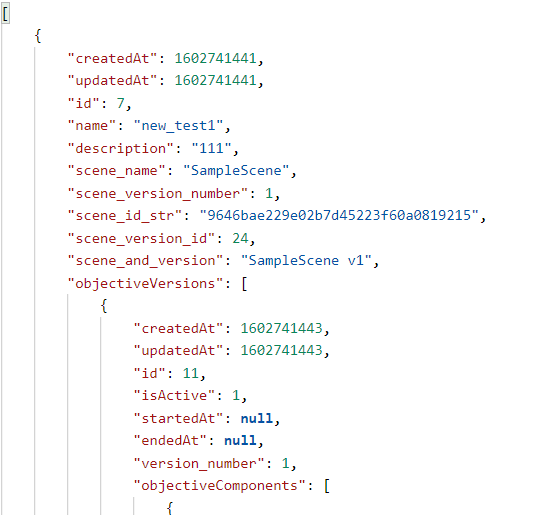 [
{
"createdAt": 1602741441,
"updatedAt": 1602741441,
"id": 7,
"name": "new_test1",
"description": "111",
"scene_name": "SampleScene",
"scene_version_number": 1,
"scene_id_str": "9646bae229e02b7d45223f60a0819215",
"scene_version_id": 24,
"scene_and_version": "SampleScene v1",
"objectiveVersions": [
{
"createdAt": 1602741443,
"updatedAt": 1602741443,
"id": 11,
"isActive": 1,
"startedAt": null,
"endedAt": null,
"version_number": 1,
"objectiveComponents": [
{